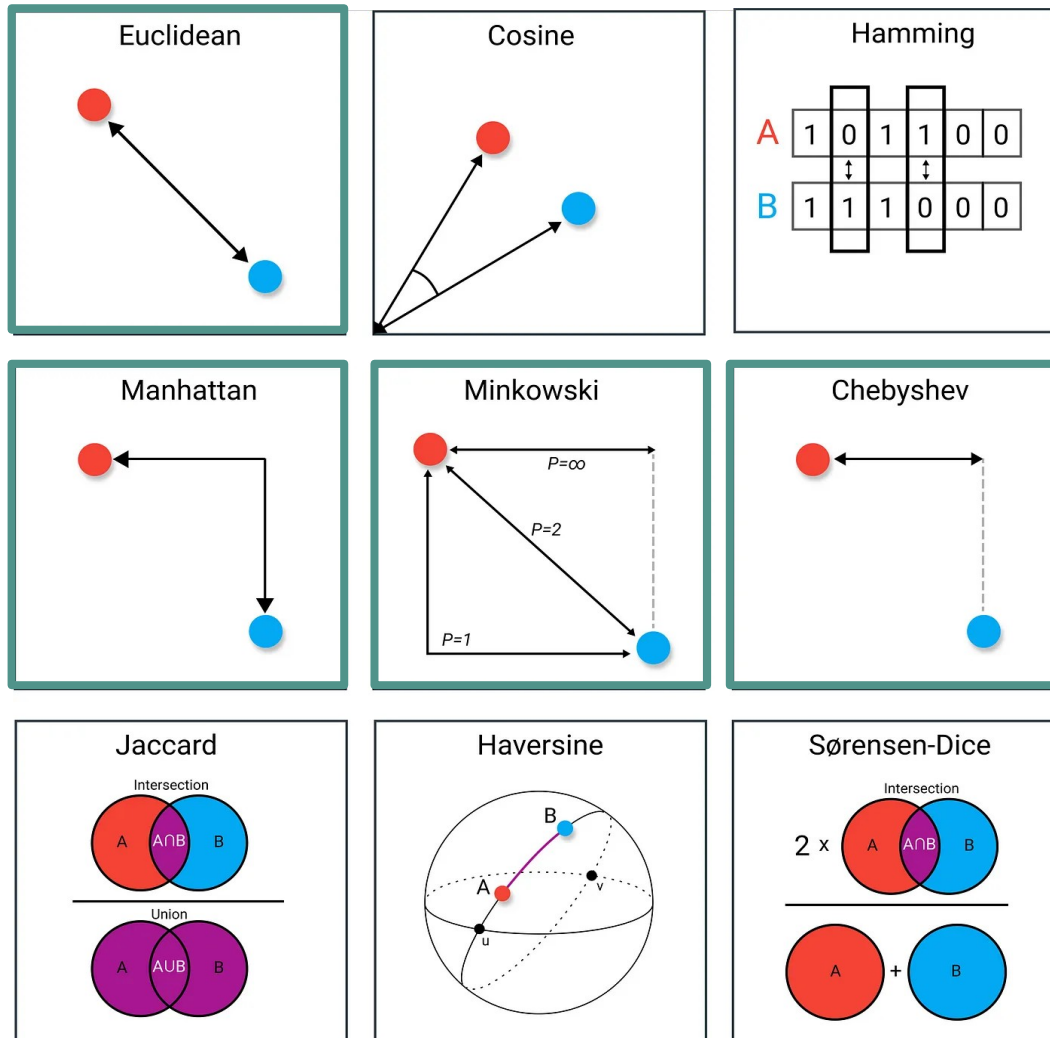 Euclidean
Cosine
Hamming
A 1 0 1 1 0 0
B 1 1 1 0 0 0
Manhattan
Minkowski
P=∞
P=2
P=1
Chebyshev
Jaccard
Intersection
A A∩B B
Union
A A∪B B
Haversine
B
A
v
u
Sørensen-Dice
Intersection
2 x A A∩B B
A + B